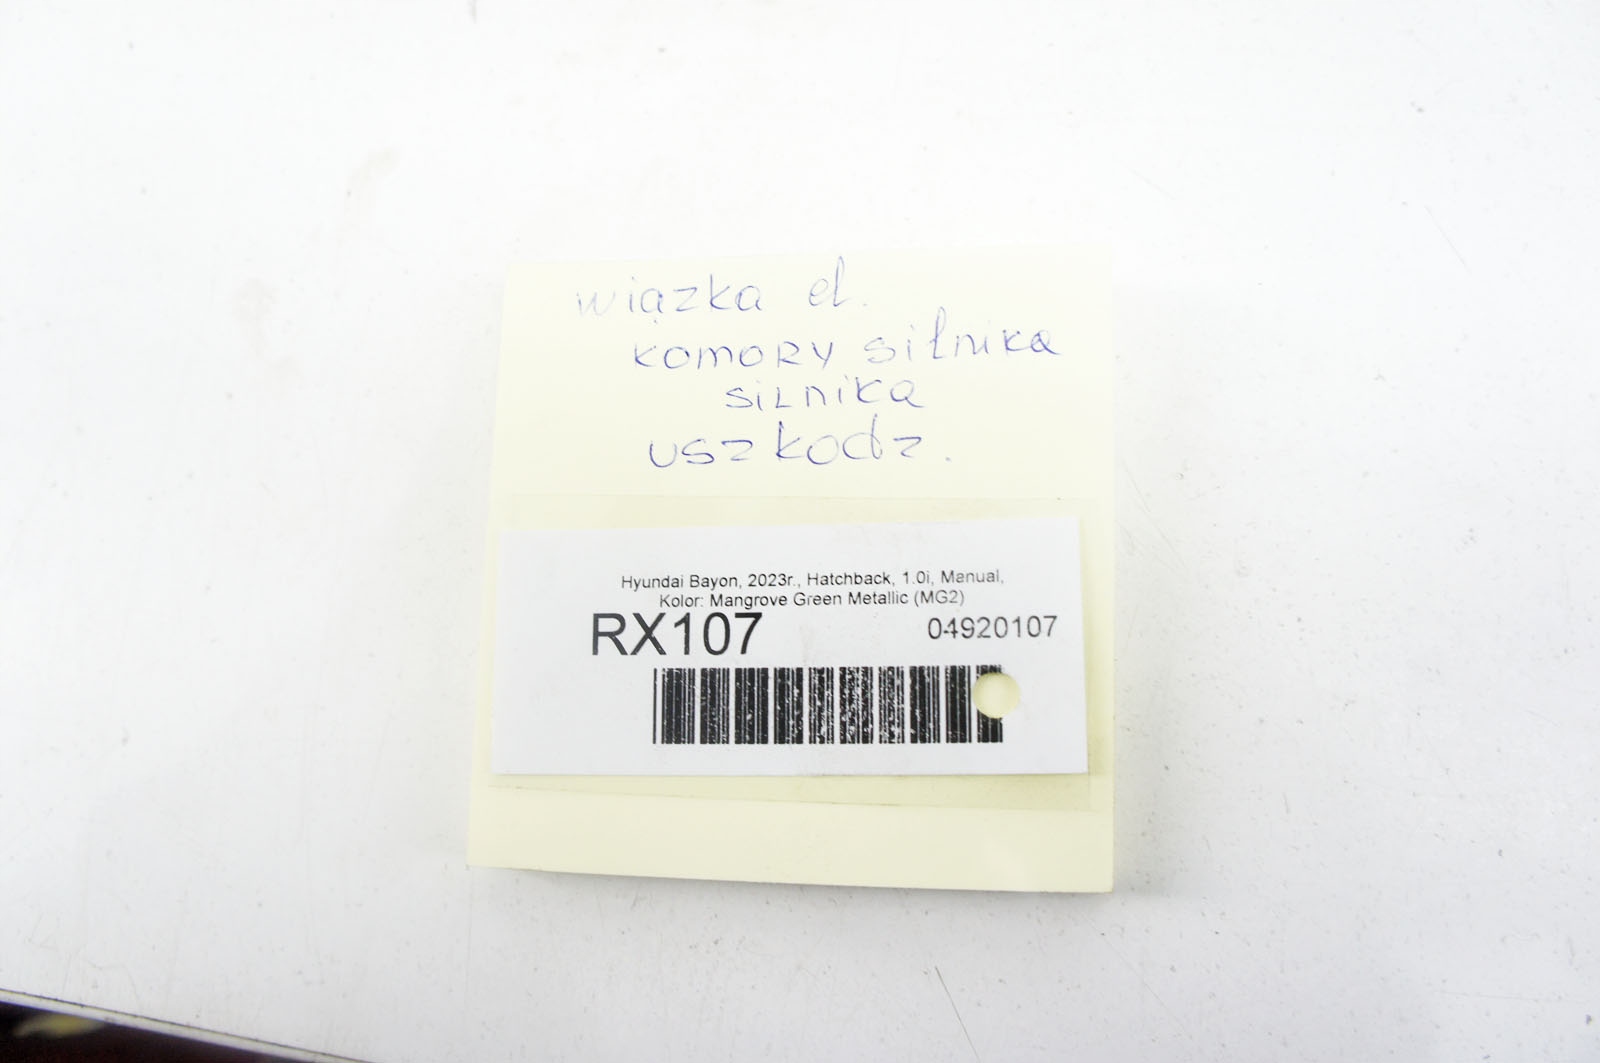 wiązka el.
komory silnika
silnika
uszkodz.
Hyundai Bayon, 2023r., Hatchback, 1.0i, Manual,
Kolor: Mangrove Green Metallic (MG2)
RX107 04920107